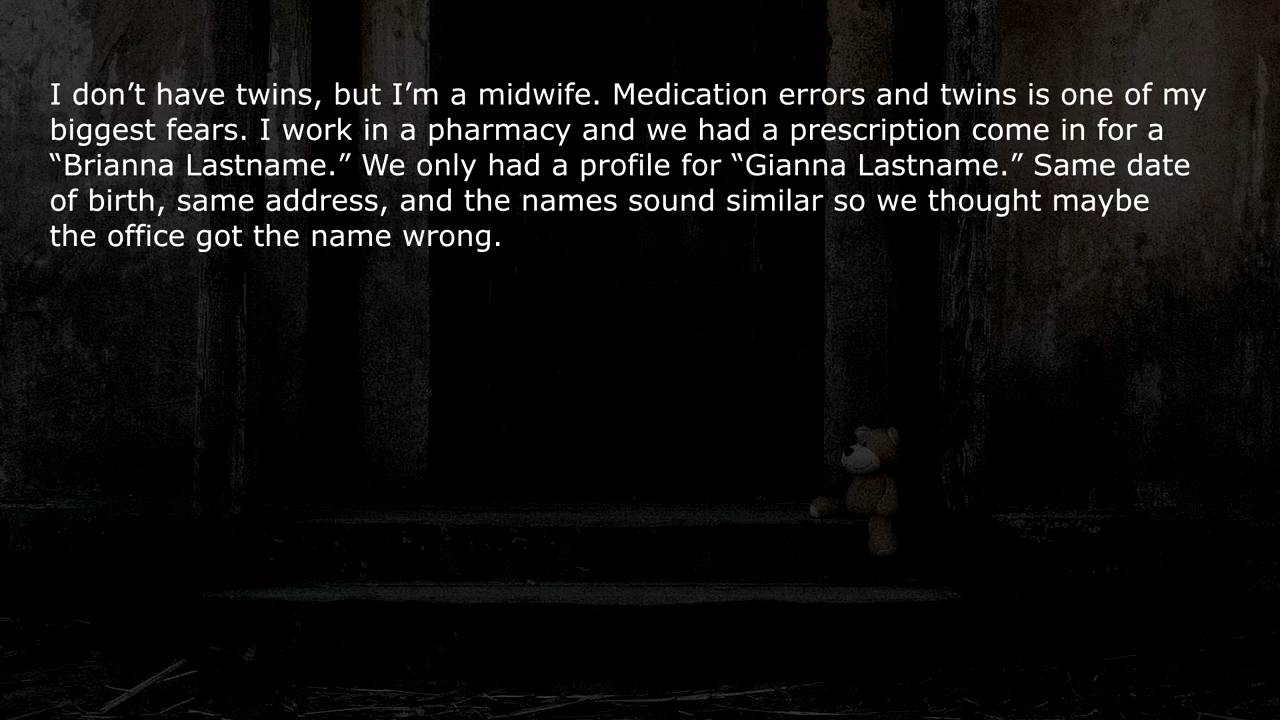 I don’t have twins, but I’m a midwife. Medication errors and twins is one of my
biggest fears. I work in a pharmacy and we had a prescription come in for a
“Brianna Lastname.” We only had a profile for “Gianna Lastname.” Same date
of birth, same address, and the names sound similar so we thought maybe
the office got the name wrong.